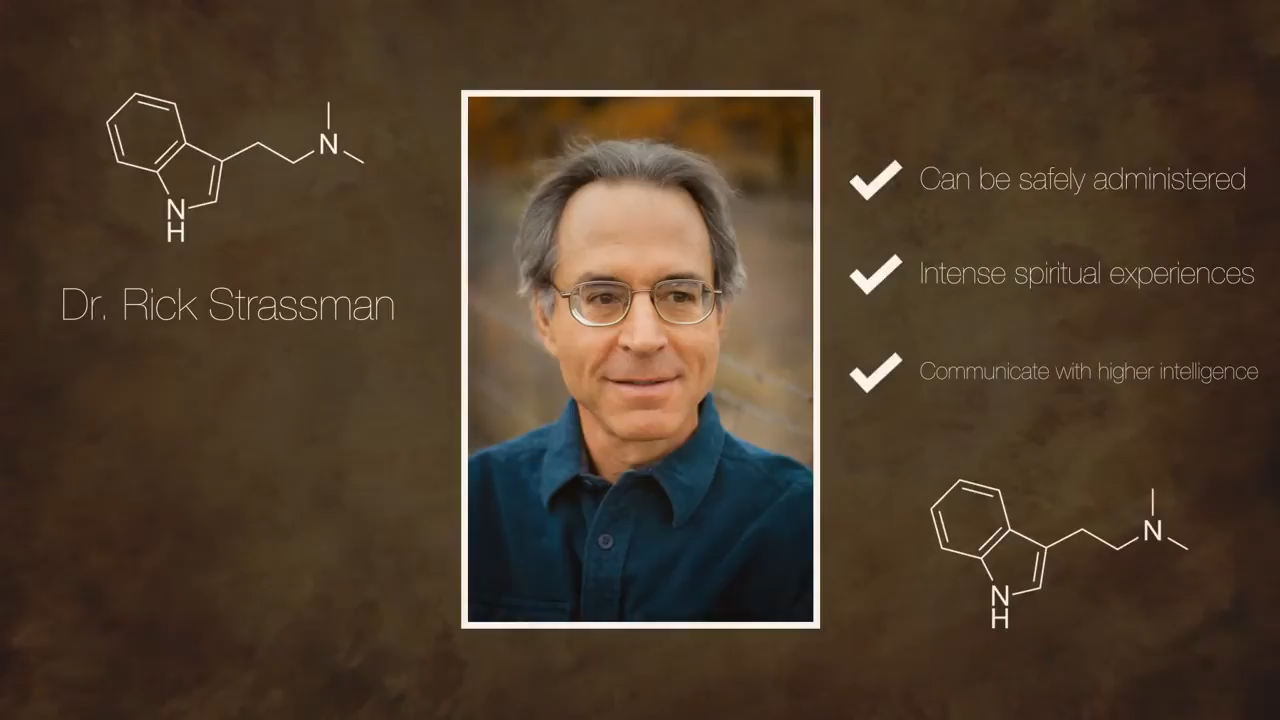 N
N
H
Dr. Rick Strassman
Can be safely administered
Intense spiritual experiences
Communicate with higher intelligence
N
N
H